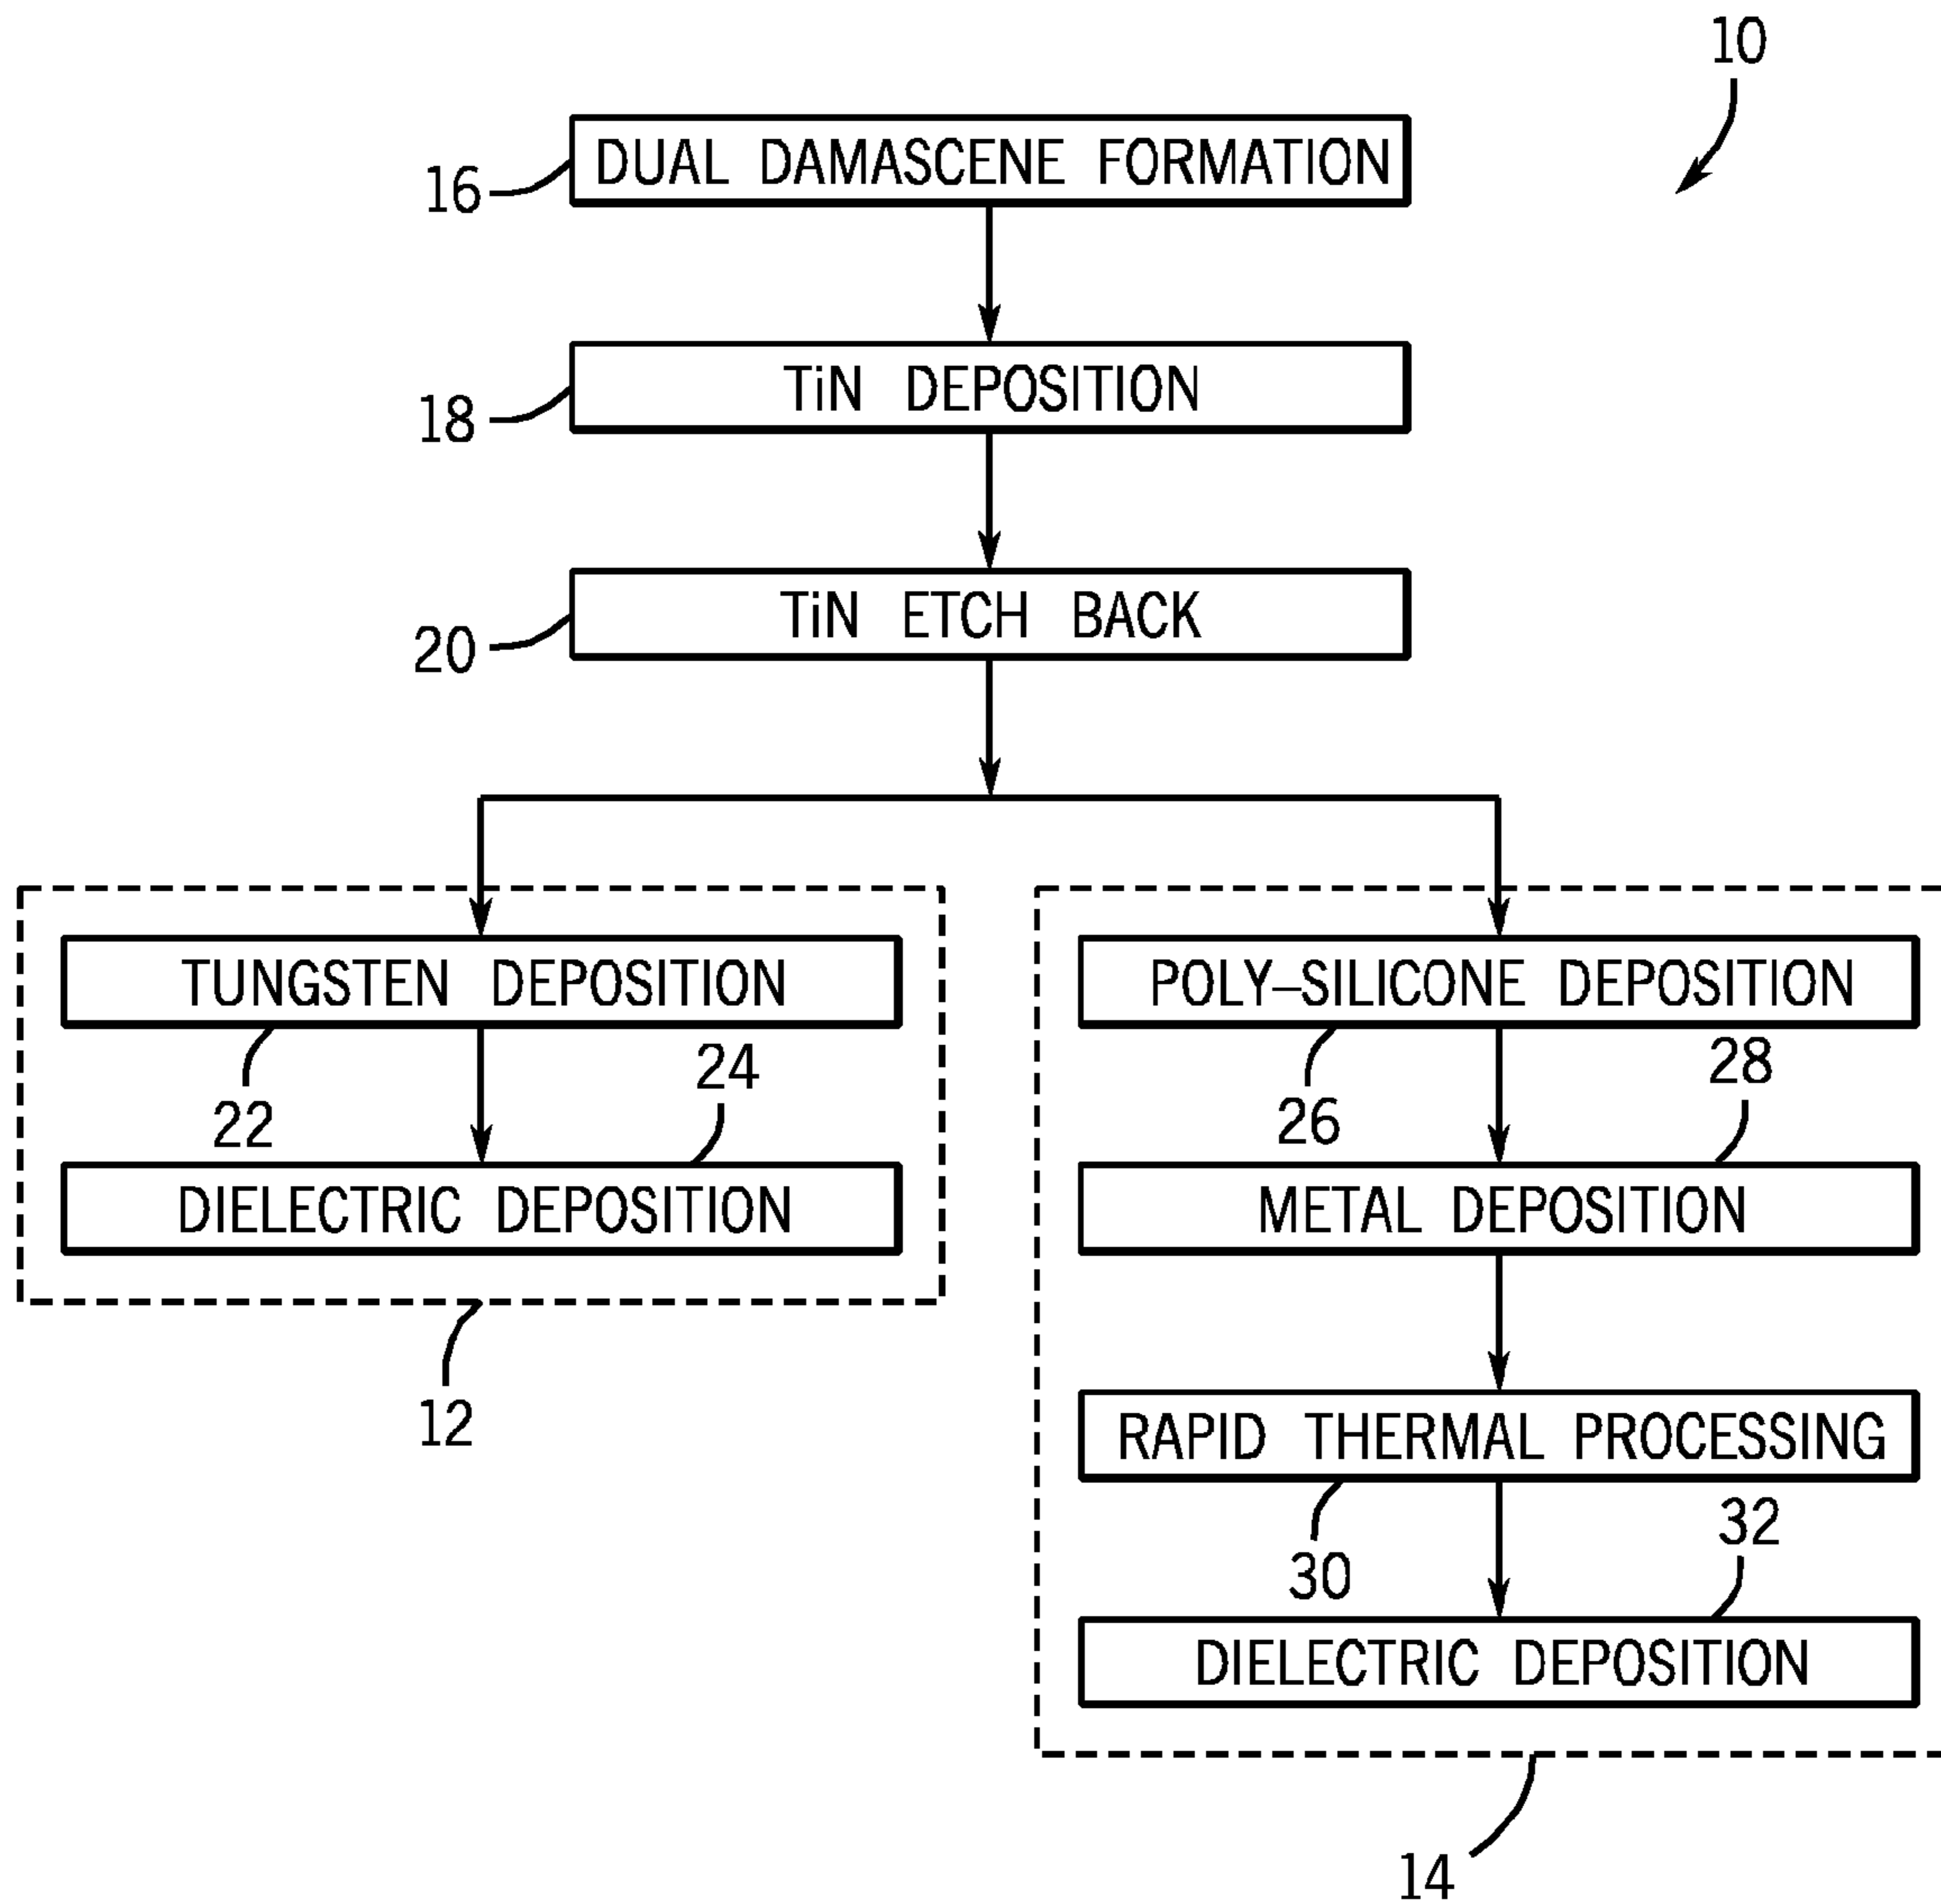 10
DUAL DAMASCENE FORMATION
16
TiN DEPOSITION
18
TiN ETCH BACK
20
TUNGSTEN DEPOSITION
22
24
DIELECTRIC DEPOSITION
12
POLY-SILICONE DEPOSITION
26
28
METAL DEPOSITION
RAPID THERMAL PROCESSING
30
32
DIELECTRIC DEPOSITION
14